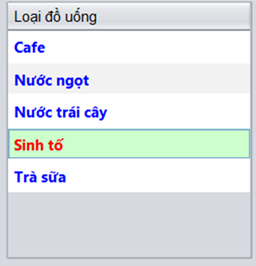 Loại đồ uống
Cafe
Nước ngọt
Nước trái cây
Sinh tố
Trà sữa